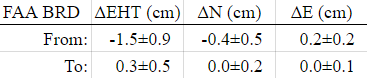 FAA BRD ΔEHT (cm) ΔN (cm) ΔE (cm)
From: -1.5±0.9 -0.4±0.5 0.2±0.2
To: 0.3±0.5 0.0±0.2 0.0±0.1